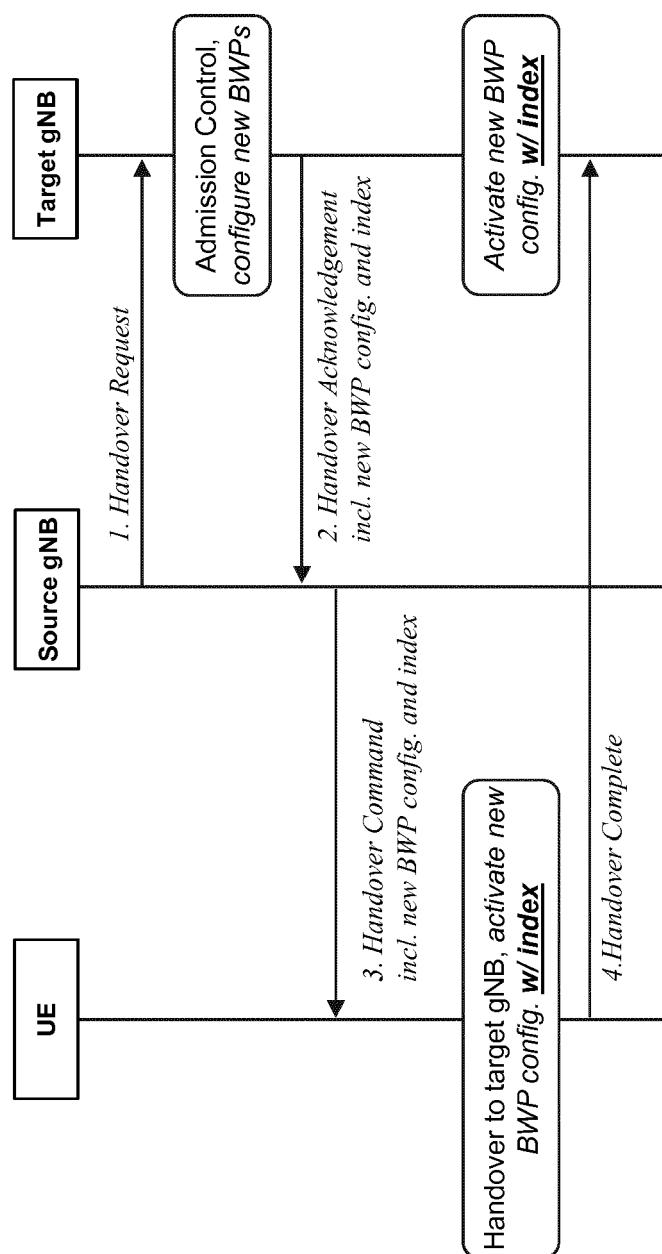 UE
Source gNB
Target gNB
1. Handover Request
Admission Control,
configure new BWPs
2. Handover Acknowledgement
incl. new BWP config. and index
3. Handover Command
incl. new BWP config. and index
Handover to target gNB, activate new
BWP config. w/ index
Activate new BWP
config. w/ index
4.Handover Complete